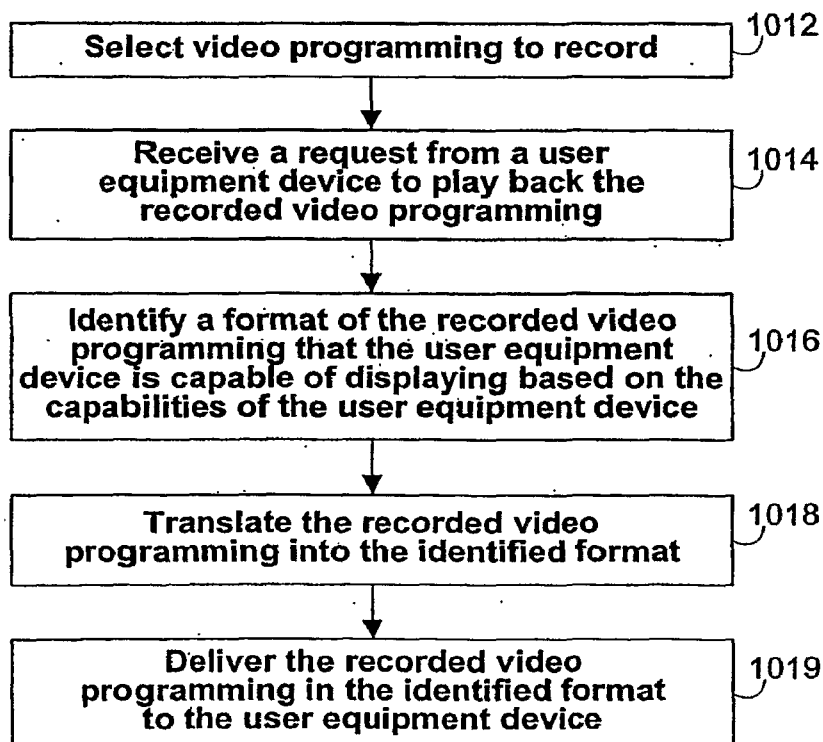 Select video programming to record
1012
Receive a request from a user
equipment device to play back the
recorded video programming
1014
Identify a format of the recorded video
programming that the user equipment
device is capable of displaying based on the
capabilities of the user equipment device
1016
Translate the recorded video
programming into the identified format
1018
Deliver the recorded video
programming in the identified format
to the user equipment device
1019